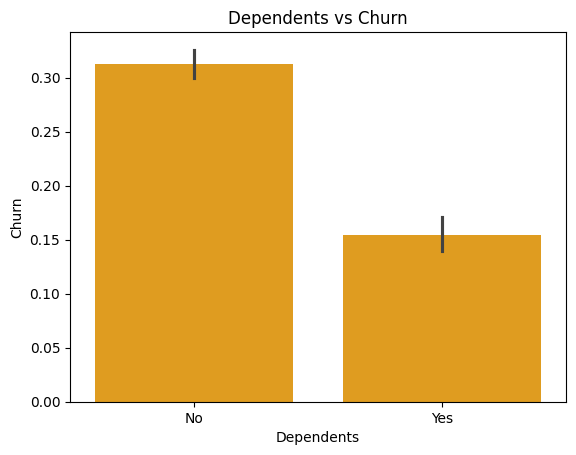 Dependents vs Churn
0.30
0.25
0.20
0.15
0.10
0.05
0.00
Churn
No
Yes
Dependents